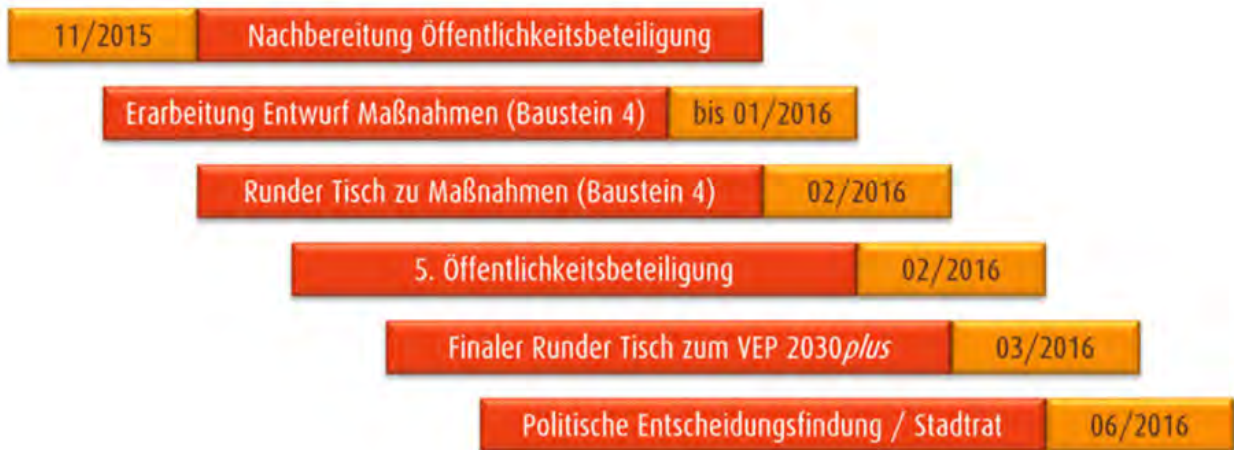 11/2015 Nachbereitung Öffentlichkeitsbeteiligung
Erarbeitung Entwurf Maßnahmen (Baustein 4) bis 01/2016
Runder Tisch zu Maßnahmen (Baustein 4) 02/2016
5. Öffentlichkeitsbeteiligung 02/2016
Finaler Runder Tisch zum VEP 2030plus 03/2016
Politische Entscheidungsfindung / Stadtrat 06/2016